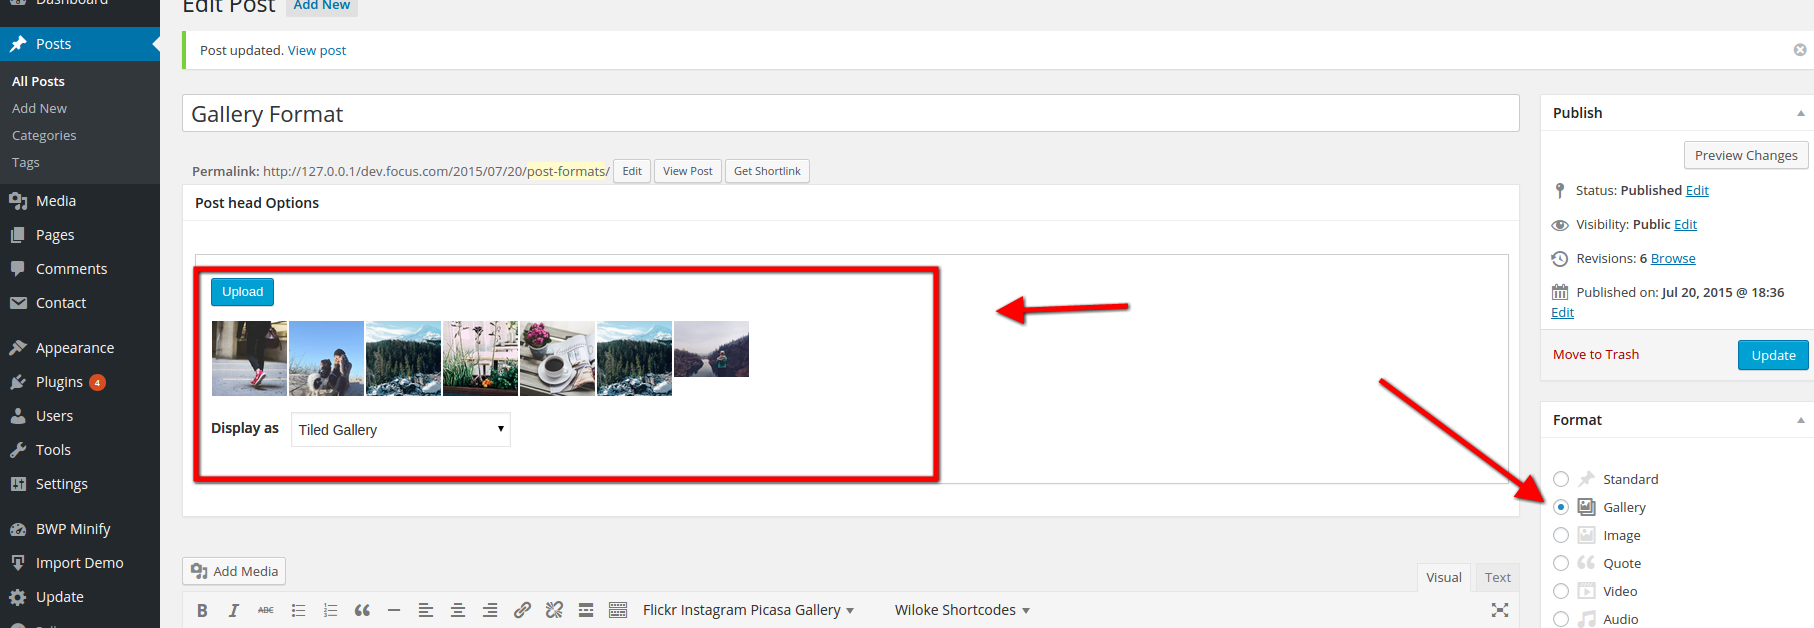 Dashboard
Posts
All Posts
Add New
Categories
Tags
Media
Pages
Comments
Contact
Appearance
Plugins 4
Users
Tools
Settings
BWP Minify
Import Demo
Update
Edit Post Add New
Post updated. View post
Gallery Format
Permalink: http://127.0.0.1/dev.focus.com/2015/07/20/post-formats/ Edit View Post Get Shortlink
Post head Options
Upload
Display as Tiled Gallery
Add Media
Visual Text
B I ABC Flickr Instagram Picasa Gallery Wiloke Shortcodes
Publish
Preview Changes
Status: Published Edit
Visibility: Public Edit
Revisions: 6 Browse
Published on: Jul 20, 2015 @ 18:36
Edit
Move to Trash Update
Format
Standard
Gallery
Image
Quote
Video
Audio